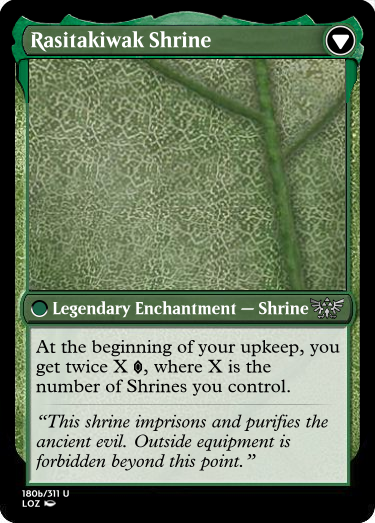 Rasitakiwak Shrine
Legendary Enchantment — Shrine
At the beginning of your upkeep, you
get twice X , where X is the
number of Shrines you control.
“This shrine imprisons and purifies the
ancient evil. Outside equipment is
forbidden beyond this point.”
180b/311 U
LOZ